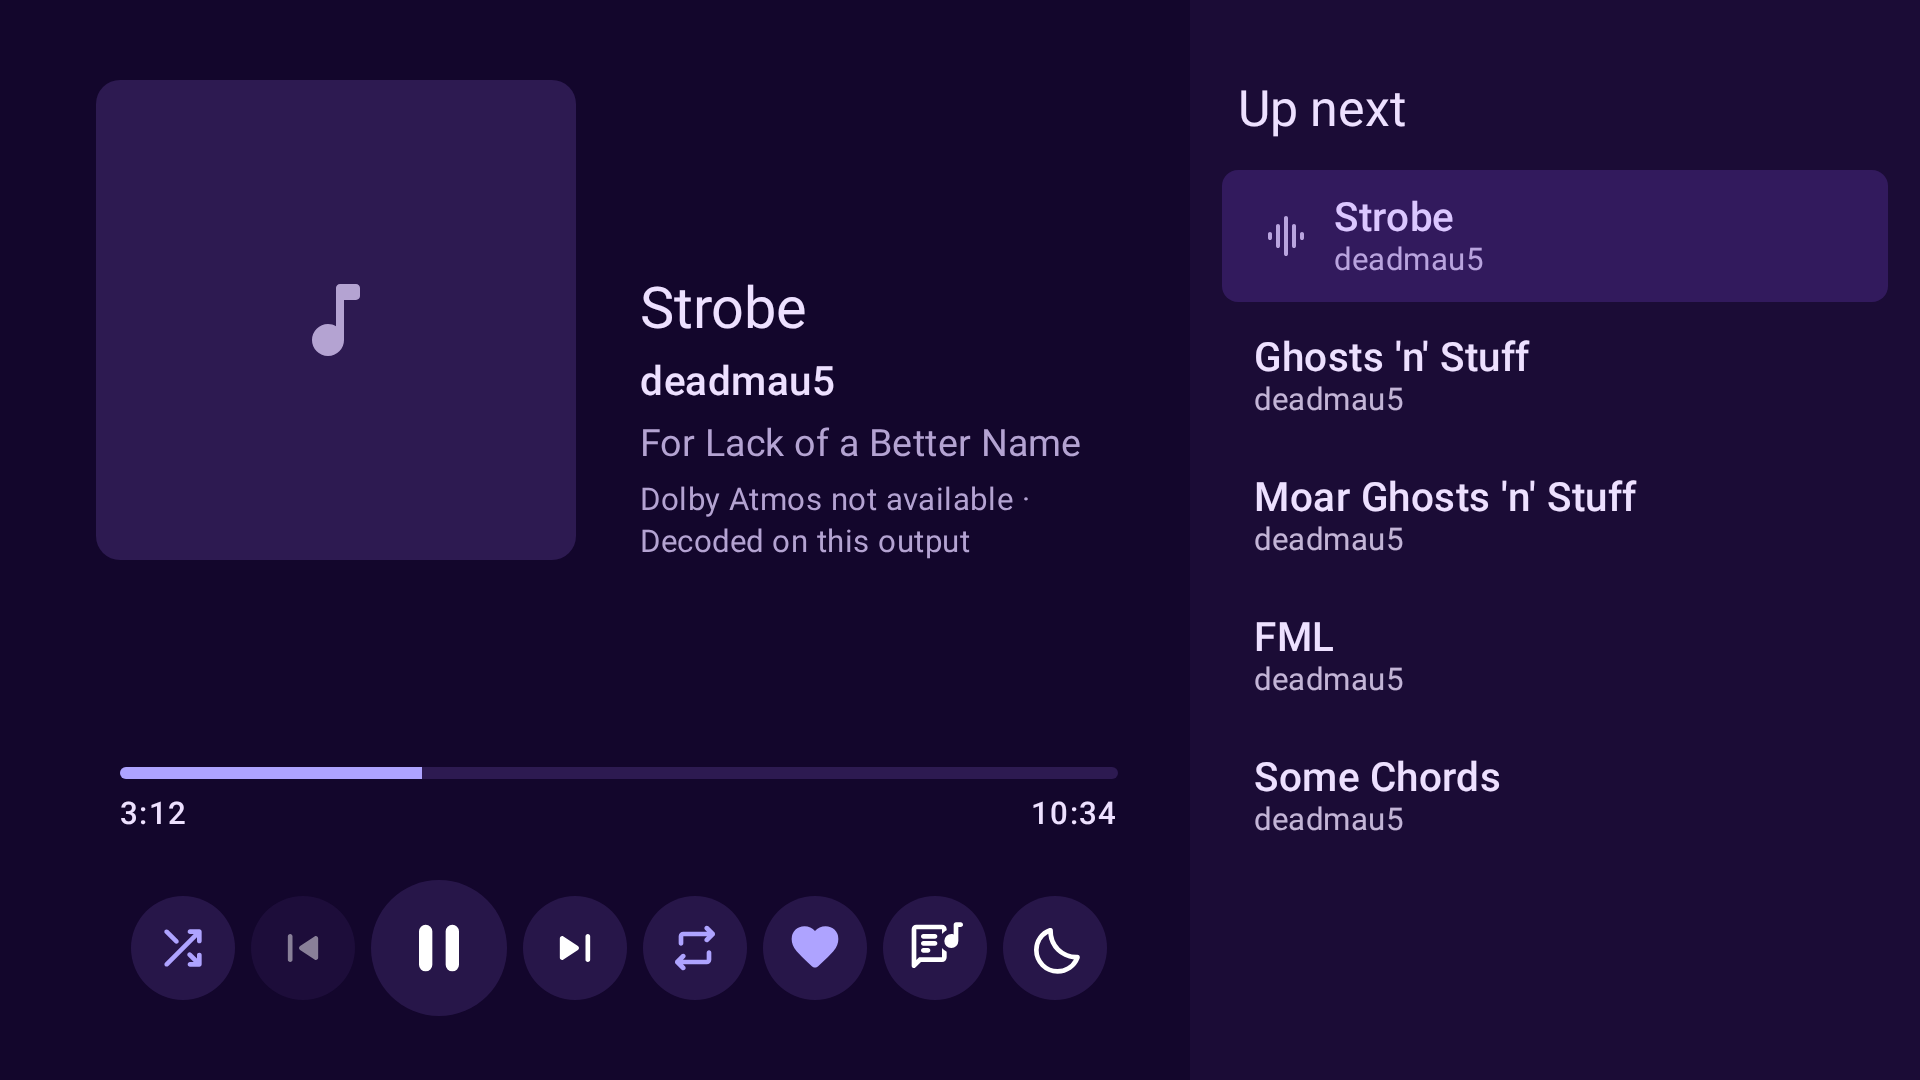 Strobe
deadmau5
For Lack of a Better Name
Dolby Atmos not available ·
Decoded on this output
3:12
10:34
Up next
Strobe
deadmau5
Ghosts 'n' Stuff
deadmau5
Moar Ghosts 'n' Stuff
deadmau5
FML
deadmau5
Some Chords
deadmau5